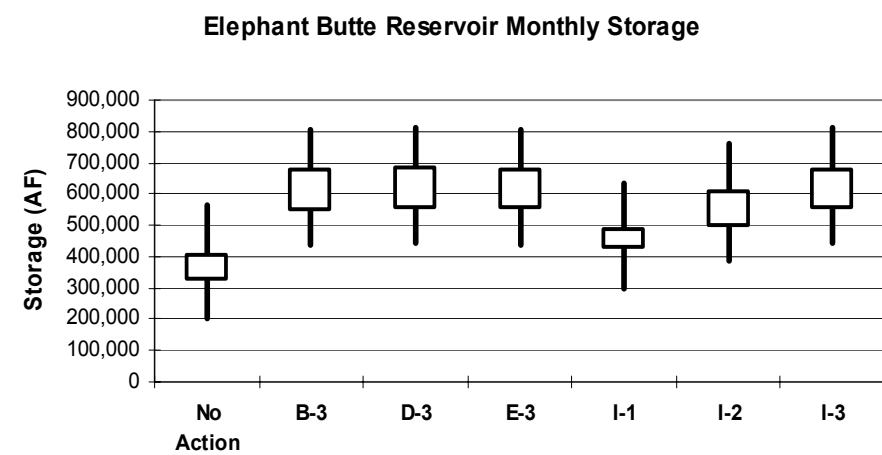 Elephant Butte Reservoir Monthly Storage
Storage (AF)
900,000
800,000
700,000
600,000
500,000
400,000
300,000
200,000
100,000
0
No Action
B-3
D-3
E-3
I-1
I-2
I-3